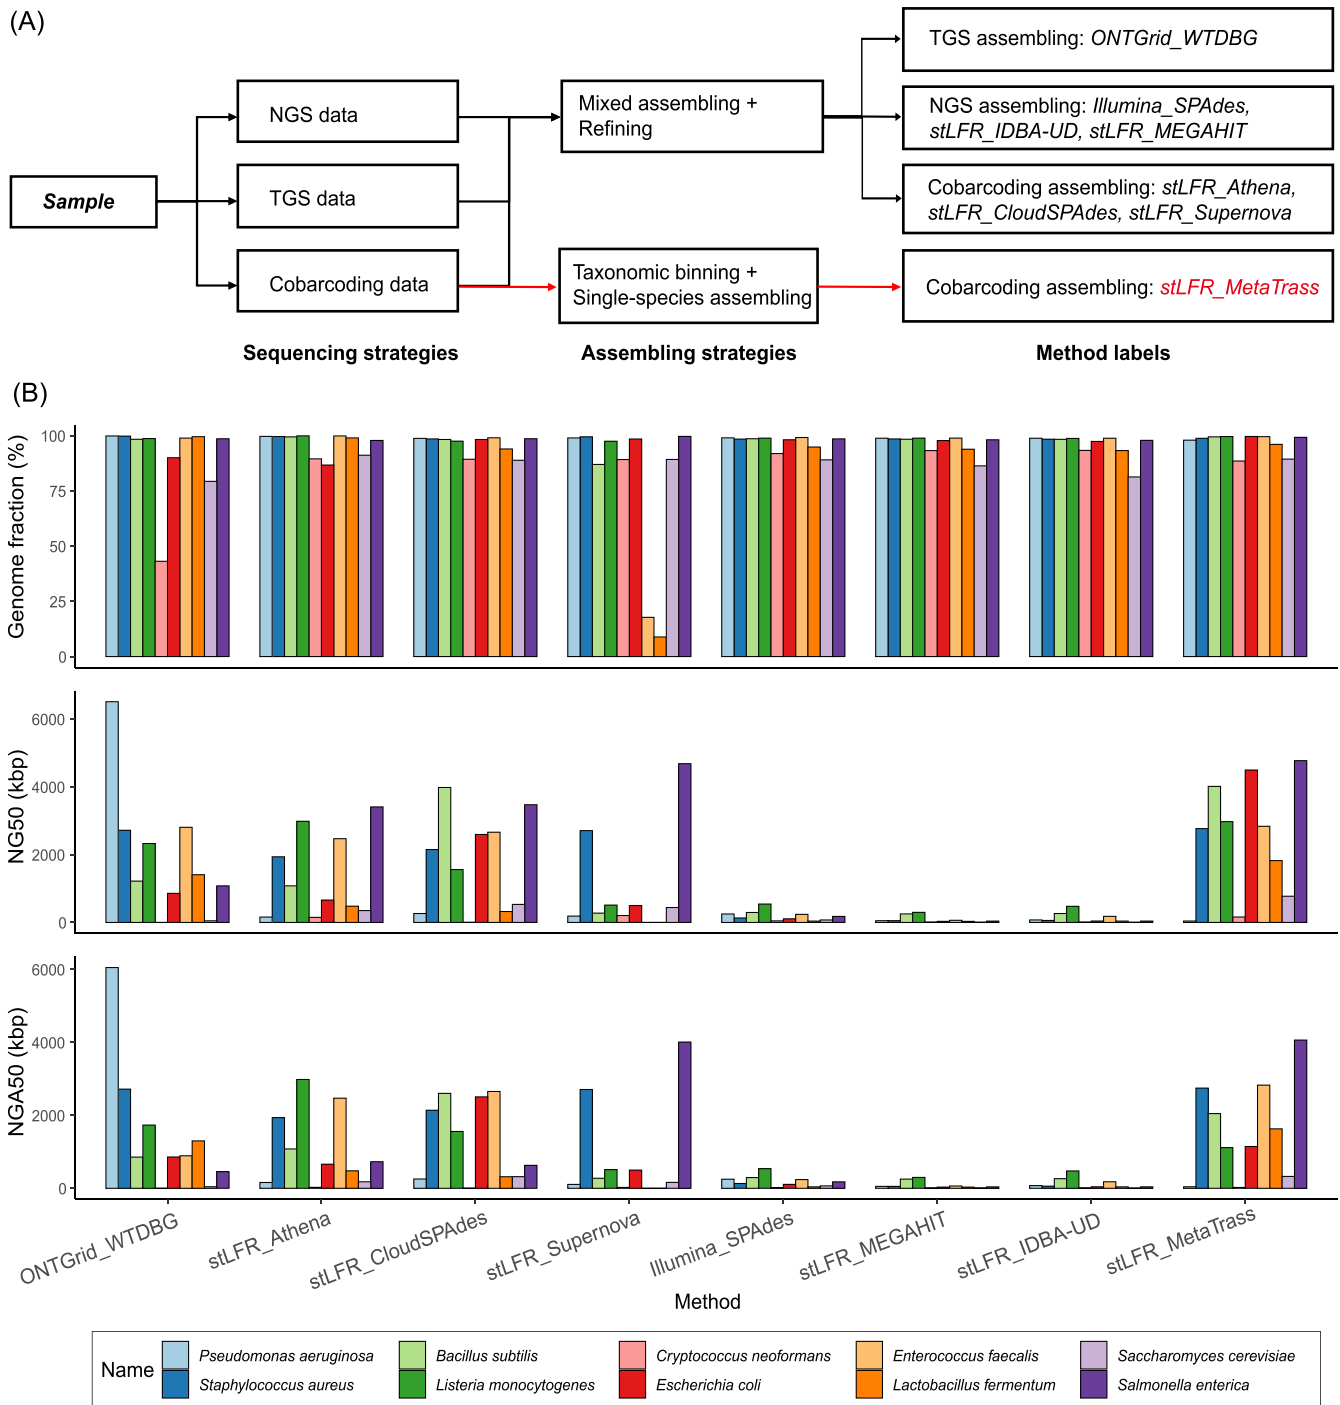 (A)
TGS assembling: ONTGrid_WTDBG
NGS data
Mixed assembling +
Refining
NGS assembling: Illumina_SPAdes,
stLFR_IDBA-UD, stLFR_MEGAHIT
Sample
TGS data
Cobarcoding assembling: stLFR_Athena,
stLFR_CloudSPAdes, stLFR_Supernova
Cobarcoding data
Taxonomic binning +
Single-species assembling
Cobarcoding assembling: stLFR_MetaTrass
Sequencing strategies
Assembling strategies
Method labels
(B)
Genome fraction (%)
100
75
50
25
0
NG50 (kbp)
6000
4000
2000
0
NGA50 (kbp)
6000
4000
2000
0
ONTGrid_WTDBG
stLFR_Athena
stLFR_CloudSPAdes
stLFR_Supernova
Illumina_SPAdes
stLFR_MEGAHIT
stLFR_IDBA-UD
stLFR_MetaTrass
Method
Name
Pseudomonas aeruginosa
Bacillus subtilis
Cryptococcus neoformans
Enterococcus faecalis
Saccharomyces cerevisiae
Staphylococcus aureus
Listeria monocytogenes
Escherichia coli
Lactobacillus fermentum
Salmonella enterica